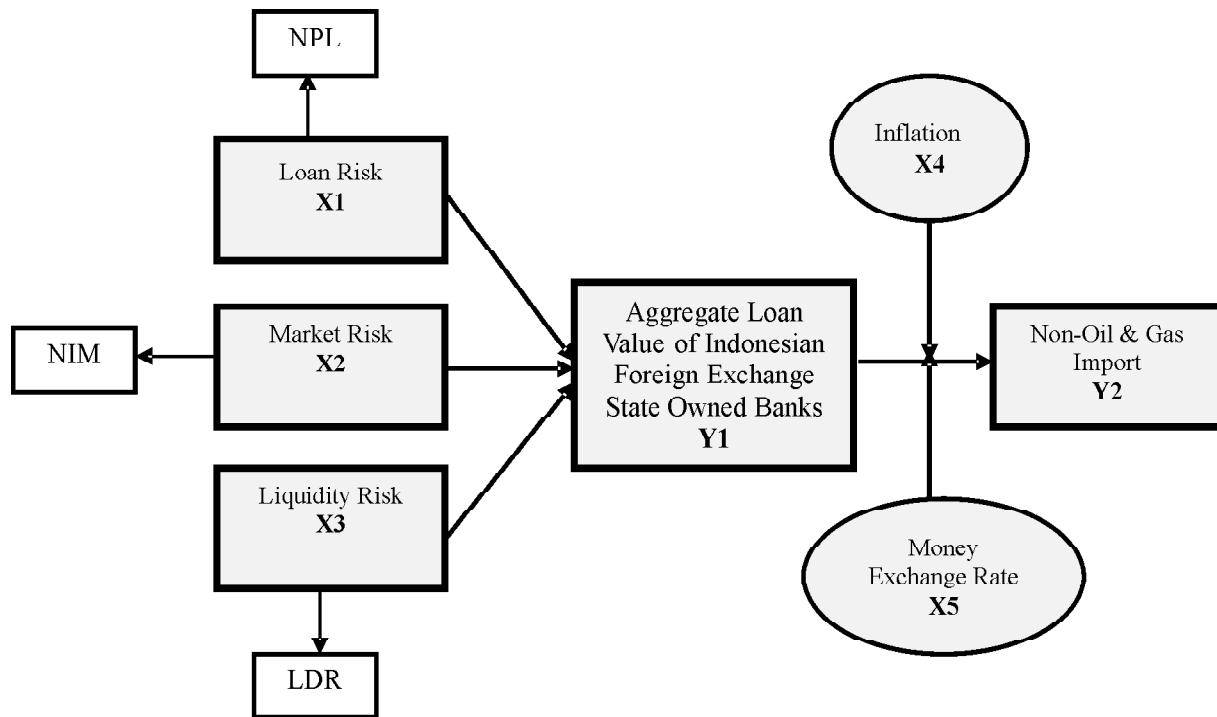 NPL
Loan Risk
X1
NIM
Market Risk
X2
Liquidity Risk
X3
LDR
Aggregate Loan
Value of Indonesian
Foreign Exchange
State Owned Banks
Y1
Inflation
X4
Non-Oil & Gas
Import
Y2
Money
Exchange Rate
X5